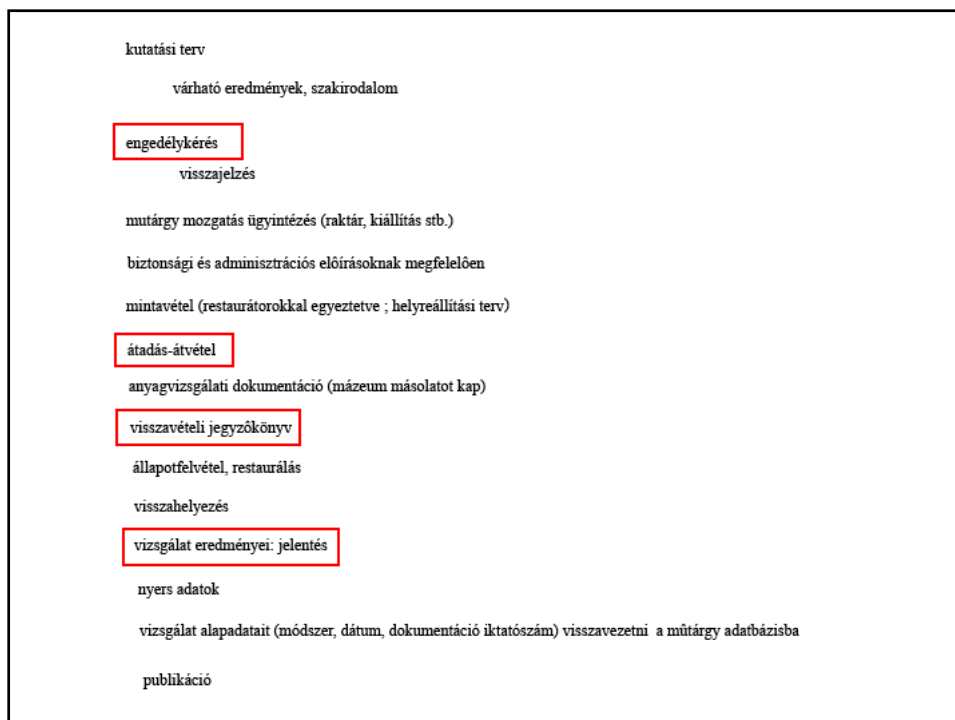 kutatási terv
várható eredmények, szakirodalom
engedélykérés
visszajelzés
mutárgy mozgatás ügyintézés (raktár, kiállítás stb.)
biztonsági és adminisztrációs elôírásoknak megfelelôen
mintavétel (restaurátorokkal egyeztetve ; helyreállítási terv)
átadás-átvétel
anyagvizsgálati dokumentáció (mázeum másolatot kap)
visszavételi jegyzôkönyv
állapotfelvétel, restaurálás
visszahelyezés
vizsgálat eredményei: jelentés
nyers adatok
vizsgálat alapadatait (módszer, dátum, dokumentáció iktatószám) visszavezetni a mûtárgy adatbázisba
publikáció